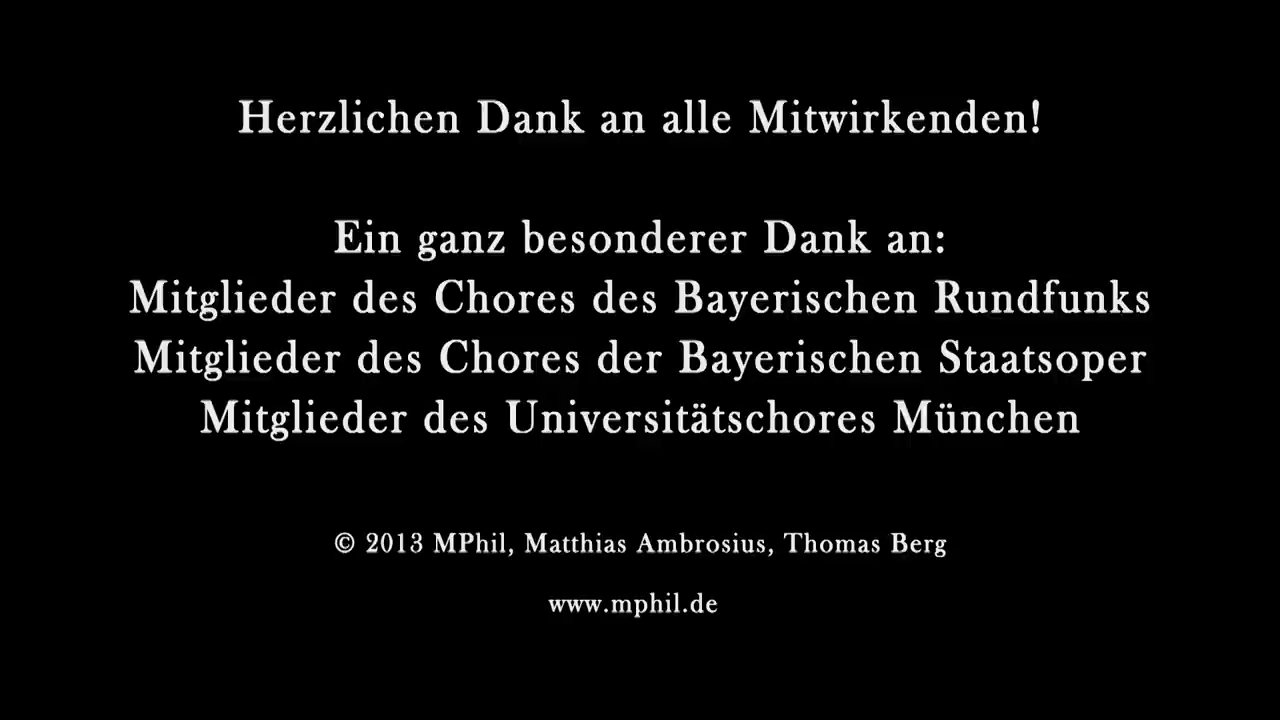 Herzlichen Dank an alle Mitwirkenden!
Ein ganz besonderer Dank an:
Mitglieder des Chores des Bayerischen Rundfunks
Mitglieder des Chores der Bayerischen Staatsoper
Mitglieder des Universitätschores München
© 2013 MPhil, Matthias Ambrosius, Thomas Berg
www.mphil.de